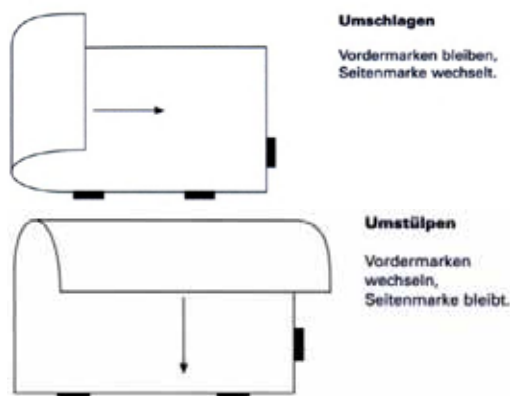 Umschlagen
Vordermarken bleiben,
Seitenmarke wechselt.
Umstülpen
Vordermarken
wechseln,
Seitenmarke bleibt.